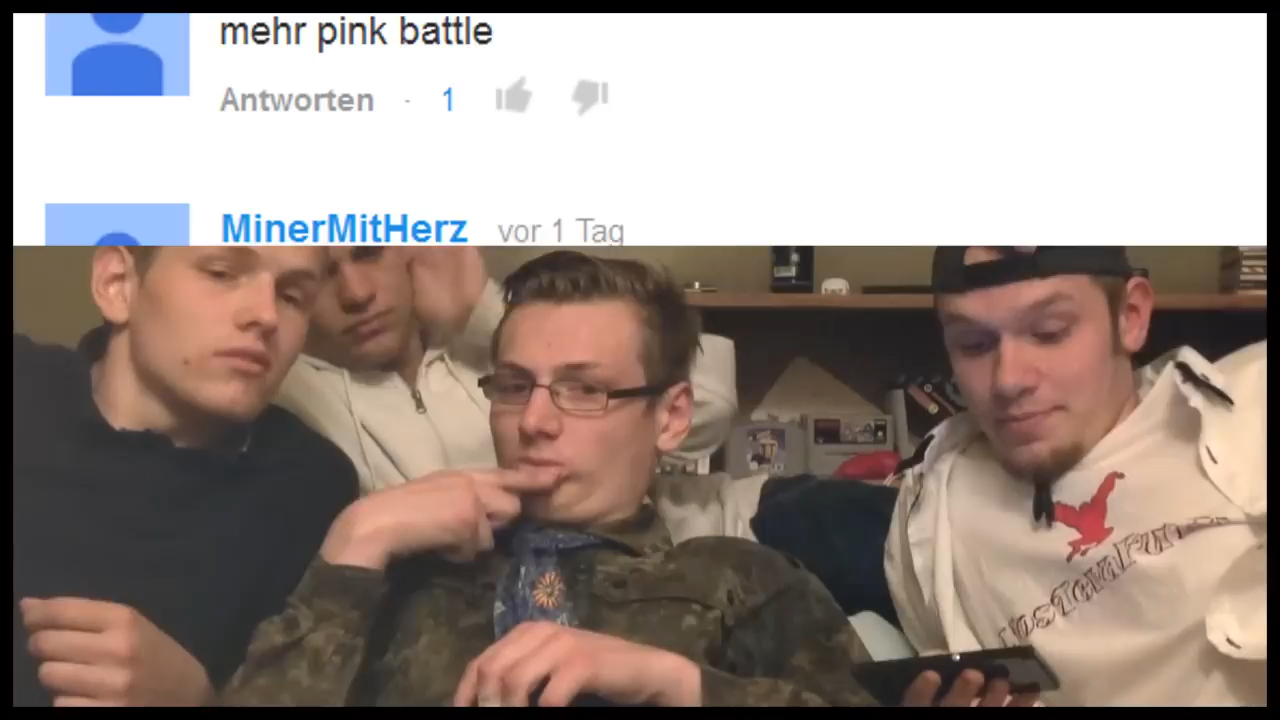 mehr pink battle
Antworten · 1
MinerMitHerz vor 1 Tag